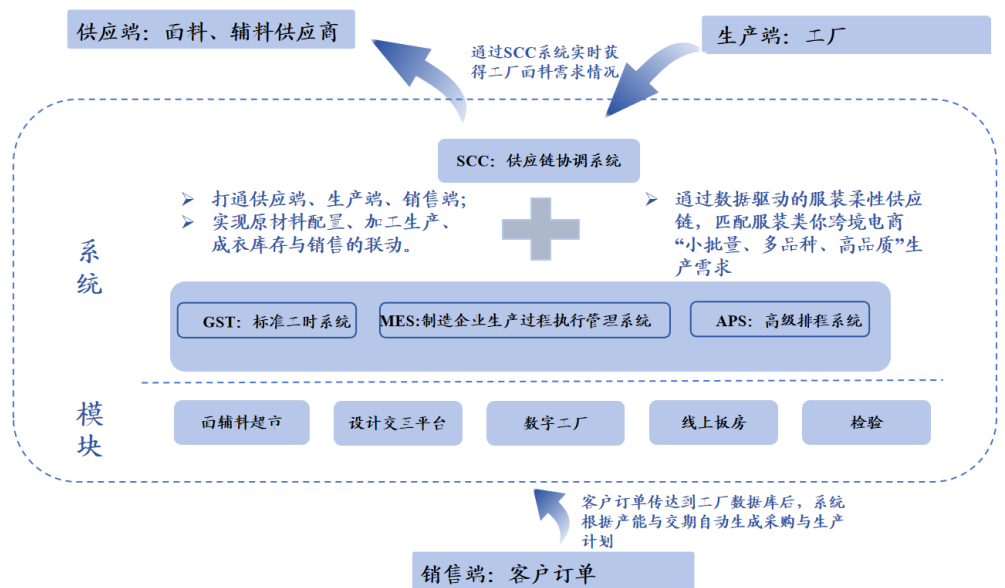 供应端：面料、辅料供应商
生产端：工厂
通过SCC系统实时获
得工厂面料需求情况
SCC：供应链协调系统
➢ 打通供应端、生产端、销售端；
➢ 实现原材料配置、加工生产、
成衣库存与销售的联动。
➢ 通过数据驱动的服装柔性供应
链，匹配服装类你跨境电商
“小批量、多品种、高品质”生
产需求
系统
GST：标准工时系统
MES:制造企业生产过程执行管理系统
APS：高级排程系统
模块
面辅料超市
设计交互平台
数字工厂
线上板房
检验
客户订单传达到工厂数据库后，系统
根据产能与交期自动生成采购与生产
计划
销售端：客户订单